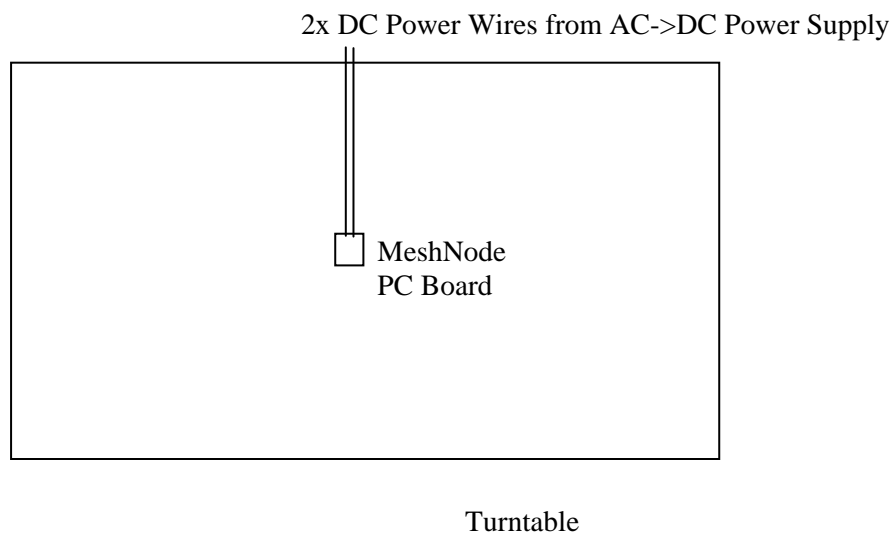 2x DC Power Wires from AC->DC Power Supply
MeshNode
PC Board
Turntable